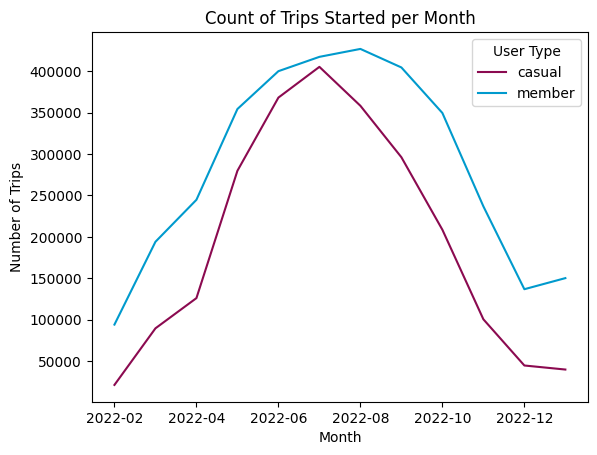 Count of Trips Started per Month
User Type
casual
member
Number of Trips
400000
350000
300000
250000
200000
150000
100000
50000
2022-02 2022-04 2022-06 2022-08 2022-10 2022-12
Month